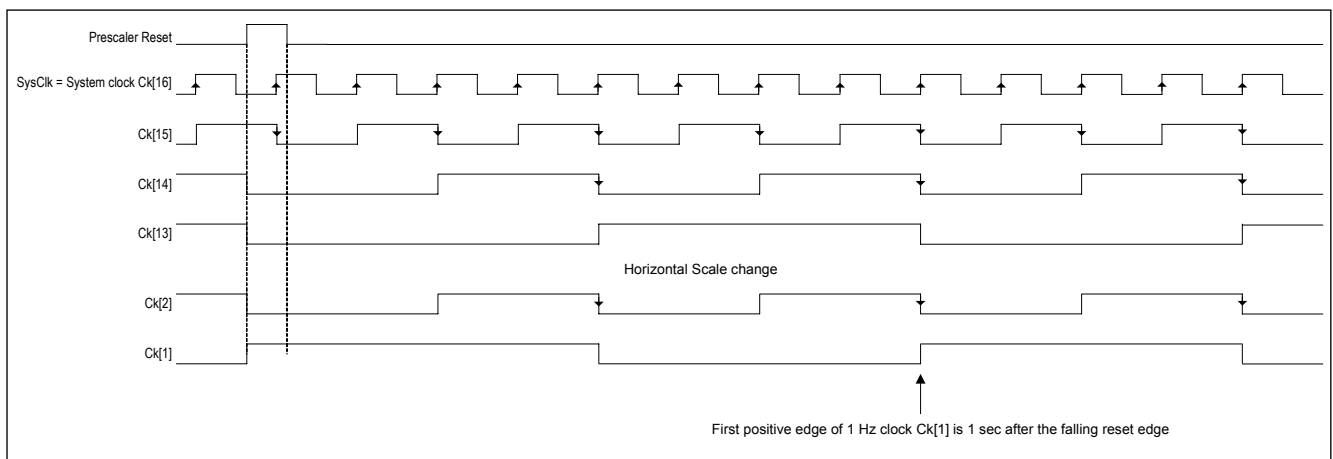 Prescaler Reset
SysClk = System clock Ck[16]
Ck[15]
Ck[14]
Ck[13]
Horizontal Scale change
Ck[2]
Ck[1]
First positive edge of 1 Hz clock Ck[1] is 1 sec after the falling reset edge